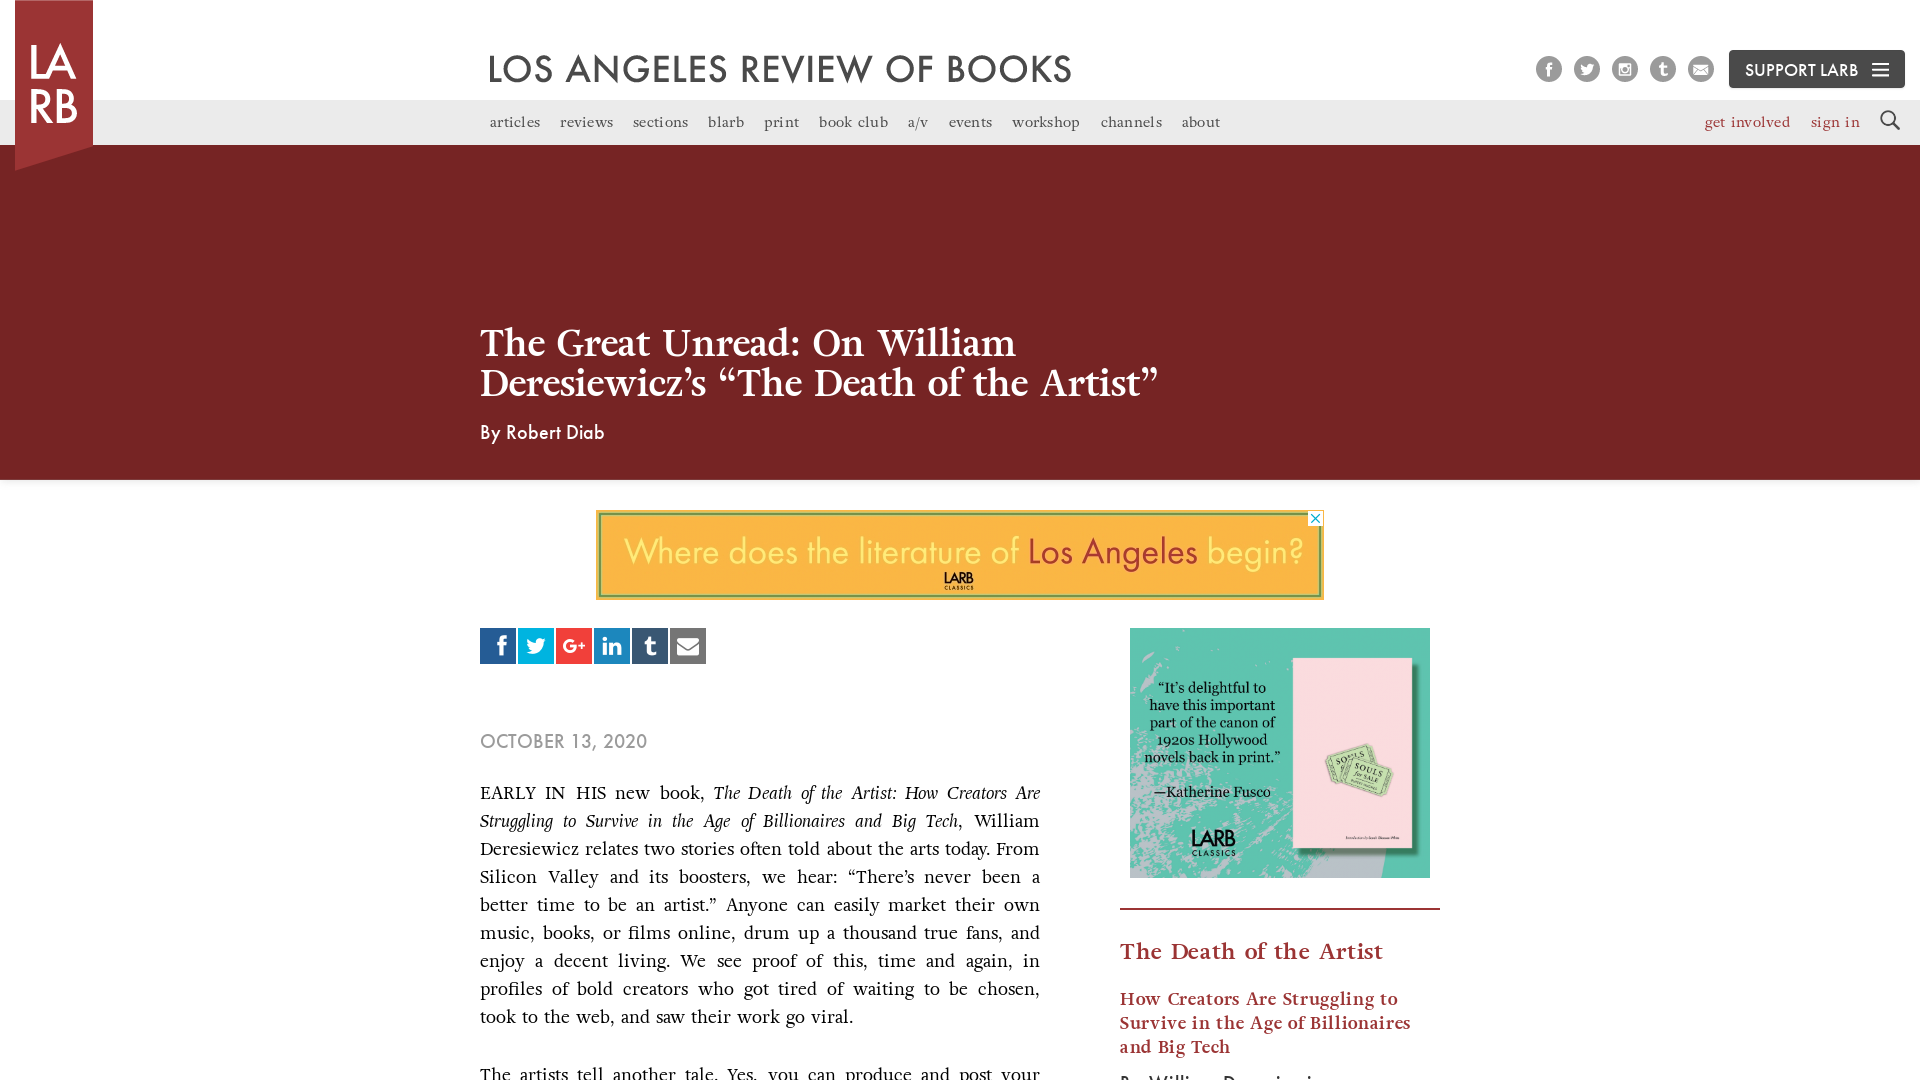 LA
RB
LOS ANGELES REVIEW OF BOOKS
SUPPORT LARB
articles reviews sections blarb print book club a/v events workshop channels about
get involved sign in
The Great Unread: On William
Deresiewicz’s “The Death of the Artist”
By Robert Diab
Where does the literature of Los Angeles begin?
LARB
CLASSICS
OCTOBER 13, 2020
EARLY IN HIS new book, The Death of the Artist: How Creators Are
Struggling to Survive in the Age of Billionaires and Big Tech, William
Deresiewicz relates two stories often told about the arts today. From
Silicon Valley and its boosters, we hear: “There’s never been a
better time to be an artist.” Anyone can easily market their own
music, books, or films online, drum up a thousand true fans, and
enjoy a decent living. We see proof of this, time and again, in
profiles of bold creators who got tired of waiting to be chosen,
took to the web, and saw their work go viral.
The artists tell another tale. Yes, you can produce and post your
“It’s delightful to
have this important
part of the canon of
1920s Hollywood
novels back in print.”
—Katherine Fusco
LARB
CLASSICS
SOULS
SOULS
for SALE
The Death of the Artist
How Creators Are Struggling to
Survive in the Age of Billionaires
and Big Tech